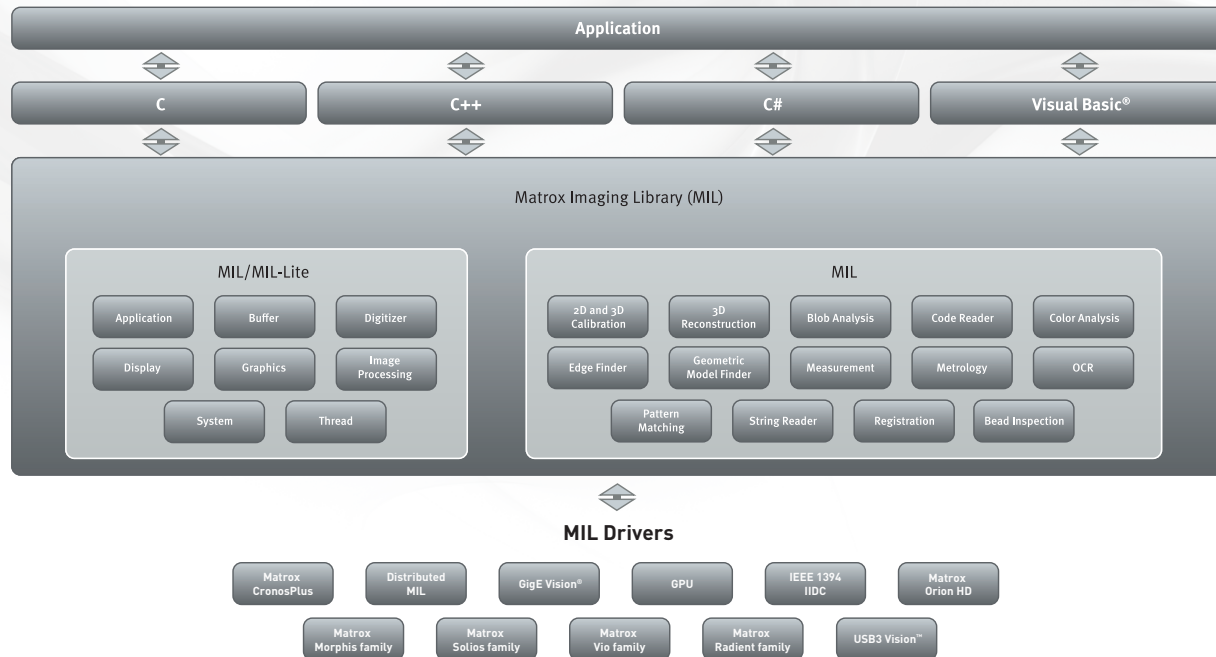 Application
C
C++
C#
Visual Basic®
Matrox Imaging Library (MIL)
MIL/MIL-Lite
Application
Buffer
Digitizer
Display
Graphics
Image
Processing
System
Thread
MIL
2D and 3D
Calibration
3D
Reconstruction
Blob Analysis
Code Reader
Color Analysis
Edge Finder
Geometric
Model Finder
Measurement
Metrology
OCR
Pattern
Matching
String Reader
Registration
Bead Inspection
MIL Drivers
Matrox
CronosPlus
Distributed
MIL
GigE Vision®
GPU
IEEE 1394
IIDC
Matrox
Orion HD
Matrox
Morphis family
Matrox
Solios family
Matrox
Vio family
Matrox
Radient family
USB3 Vision™